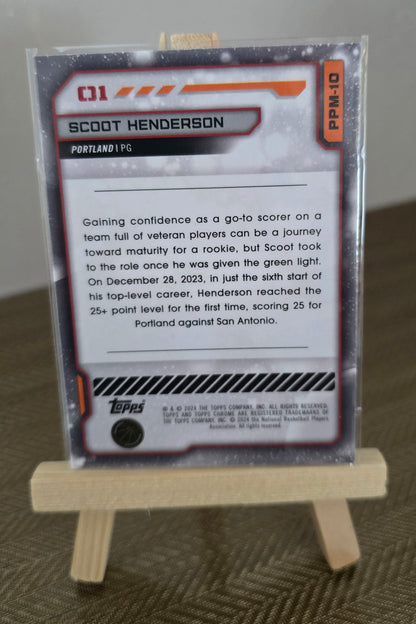 01
PPM-10
SCOOT HENDERSON
PORTLAND | PG
Gaining confidence as a go-to scorer on a
team full of veteran players can be a journey
toward maturity for a rookie, but Scoot took
to the role once he was given the green light.
On December 28, 2023, in just the sixth start of
his top-level career, Henderson reached the
25+ point level for the first time, scoring 25 for
Portland against San Antonio.
Topps
® & © 2024 THE TOPPS COMPANY, INC. ALL RIGHTS RESERVED.
TOPPS AND TOPPS CHROME ARE REGISTERED TRADEMARKS OF
THE TOPPS COMPANY, INC. © 2024 the National Basketball Players
Association. All rights reserved.